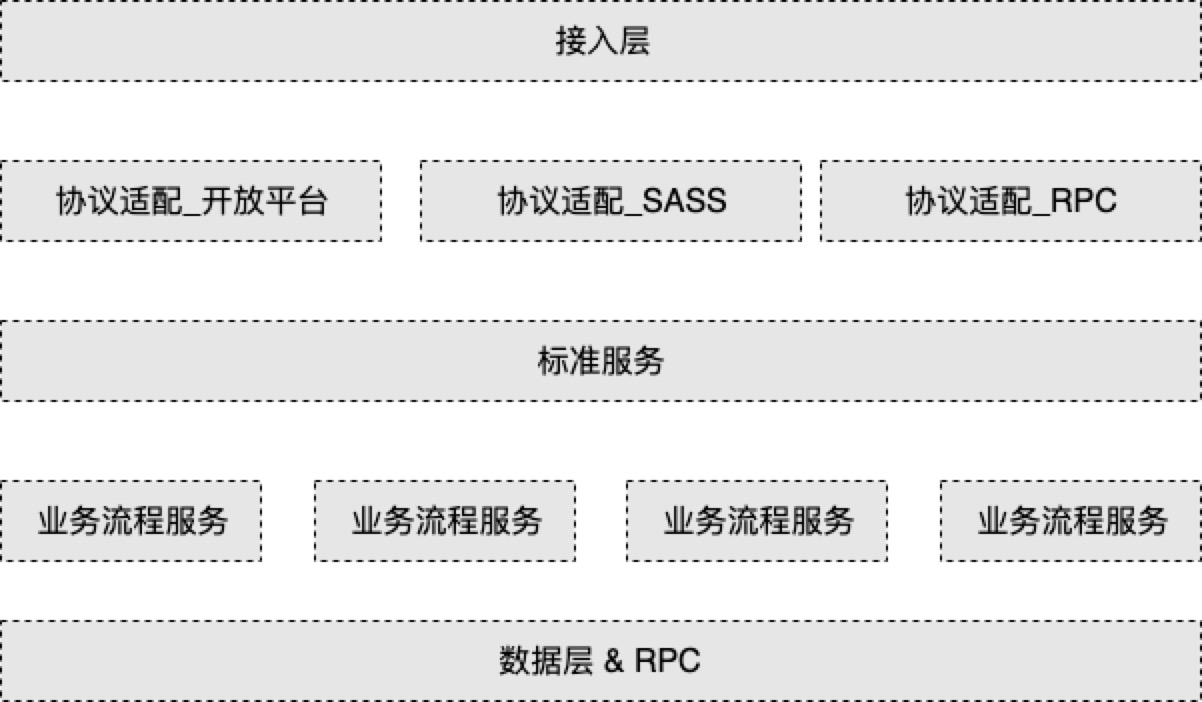 接入层
协议适配_开放平台
协议适配_SASS
协议适配_RPC
标准服务
业务流程服务
业务流程服务
业务流程服务
业务流程服务
数据层 & RPC